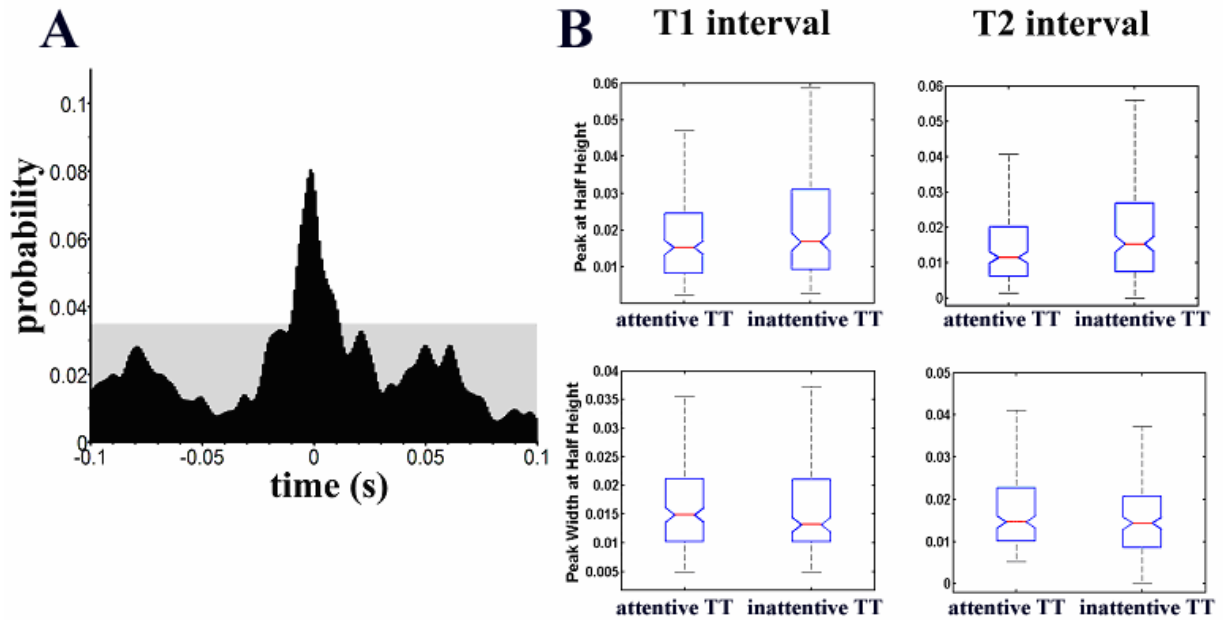 A
probability
0.1
0.08
0.06
0.04
0.02
0
-0.1
-0.05
0
0.05
0.1
time (s)
B
T1 interval
T2 interval
Peak at Half Height
0.06
0.05
0.04
0.03
0.02
0.01
attentive TT
inattentive TT
0.06
0.05
0.04
0.03
0.02
0.01
0
attentive TT
inattentive TT
Peak Width at Half Height
0.04
0.035
0.03
0.025
0.02
0.015
0.01
0.005
attentive TT
inattentive TT
0.05
0.04
0.03
0.02
0.01
0
attentive TT
inattentive TT